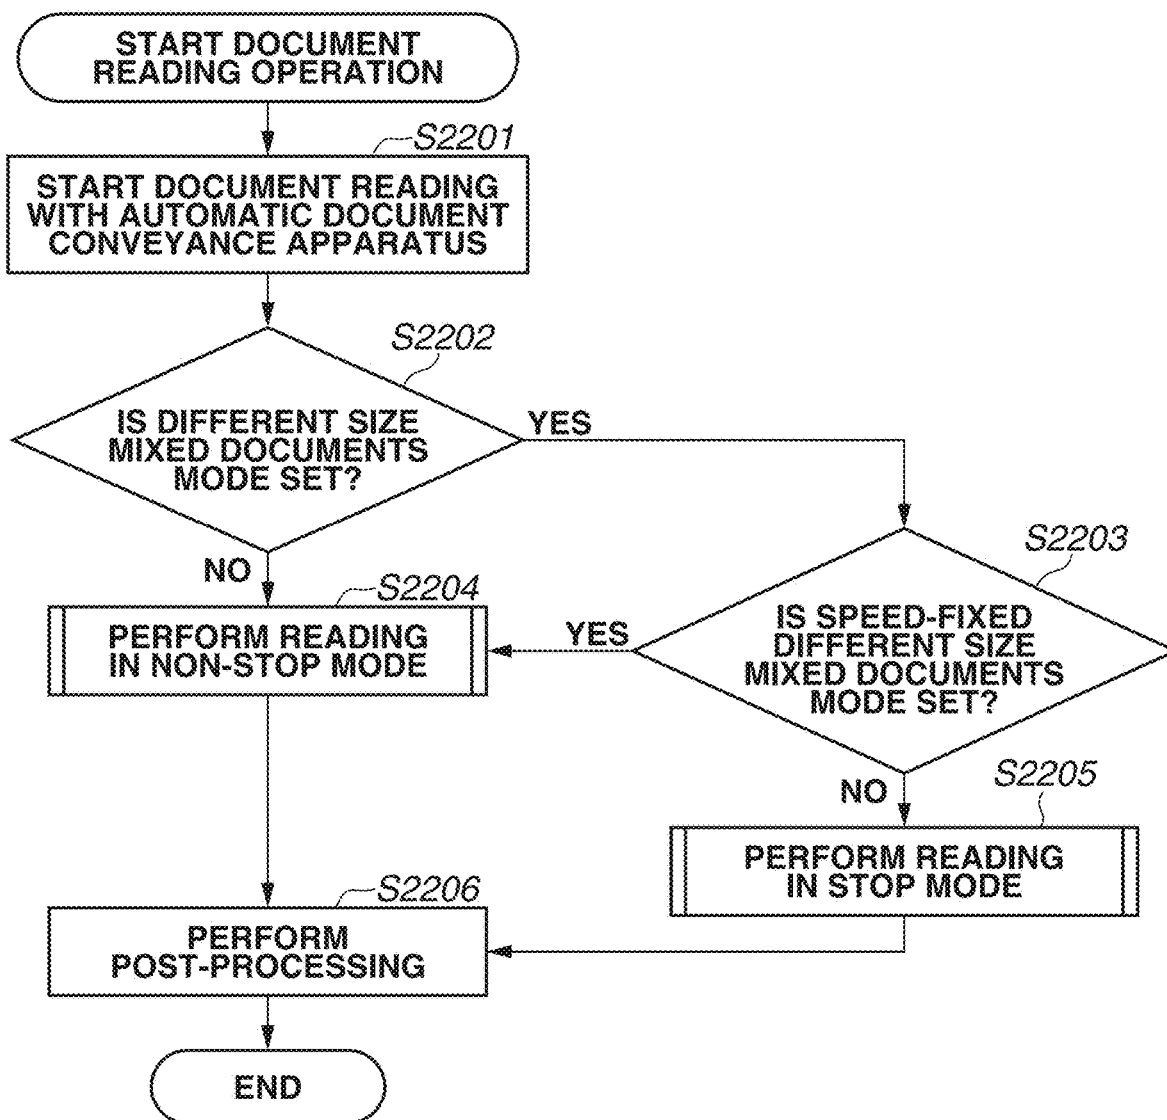 START DOCUMENT
READING OPERATION
S2201
START DOCUMENT READING
WITH AUTOMATIC DOCUMENT
CONVEYANCE APPARATUS
S2202
IS DIFFERENT SIZE
MIXED DOCUMENTS
MODE SET?
YES
NO
S2203
IS SPEED-FIXED
DIFFERENT SIZE
MIXED DOCUMENTS
MODE SET?
YES
NO
S2204
PERFORM READING
IN NON-STOP MODE
S2205
PERFORM READING
IN STOP MODE
S2206
PERFORM
POST-PROCESSING
END